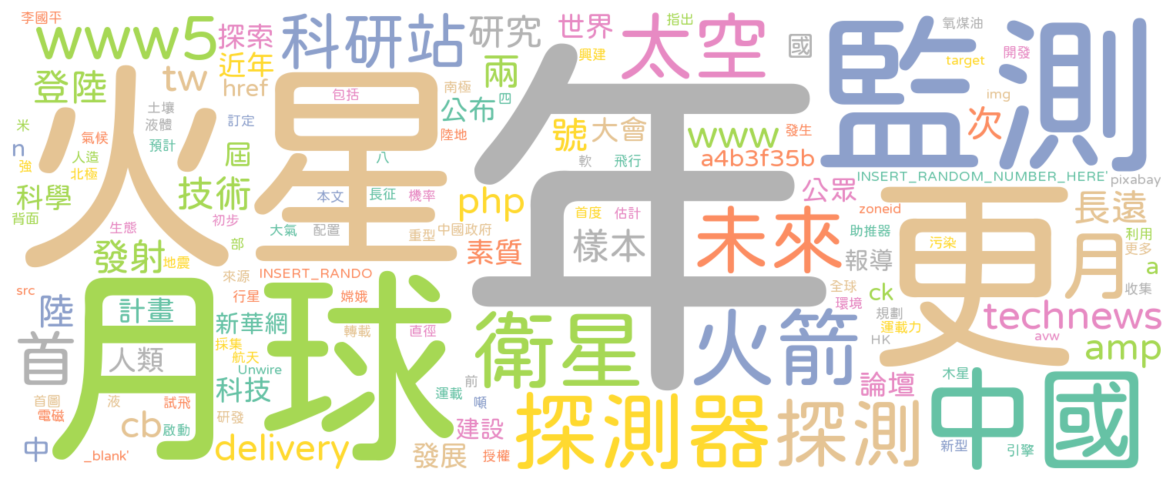 李國平
www5
探索
科研站
研究
世界
指出
太空
國
氧煤油
監測
開發
興建
target
登陸
tw
近年
href
兩
img
火星
年
包括
南極
公布
四
號
大會
www
發生
次
土壤
液體
預計
訂定
陸地
a4b3f35b
米
n
強
氣候
人造
北極
屆
技術
八
軟
飛行
INSERT_RANDOM_NUMBER_HERE'
pixabay
科學
背面
本文
長征
機率
php
公眾
更
月
長遠
初步
首度
估計
未來
zoneid
助推器
利用
生態
部
大氣
配置
重型
中國政府
素質
樣本
報導
污染
更多
發射
地震
來源
INSERT_RANDO
全球
環境
ck
收集
a
src
陸
計畫
月球
行星
嫦娥
規劃
運載力
HK
technews
avw
amp
首
人類
新華網
轉載
直徑
衛星
火箭
採集
航天
Unwire
科技
前
運載
噸
論壇
木星
中國
首圖
電磁
液
試飛
cb
啟動
研發
探測器
探測
建設
中
_blank'
delivery
發展
授權
新型
引擎